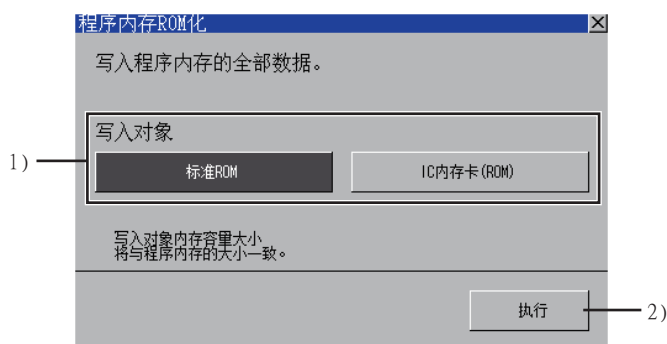 程序内存ROM化
写入程序内存的全部数据。
写入对象
1)
标准ROM
IC内存卡(ROM)
写入对象内存容量大小
将与程序内存的大小一致。
执行
2)